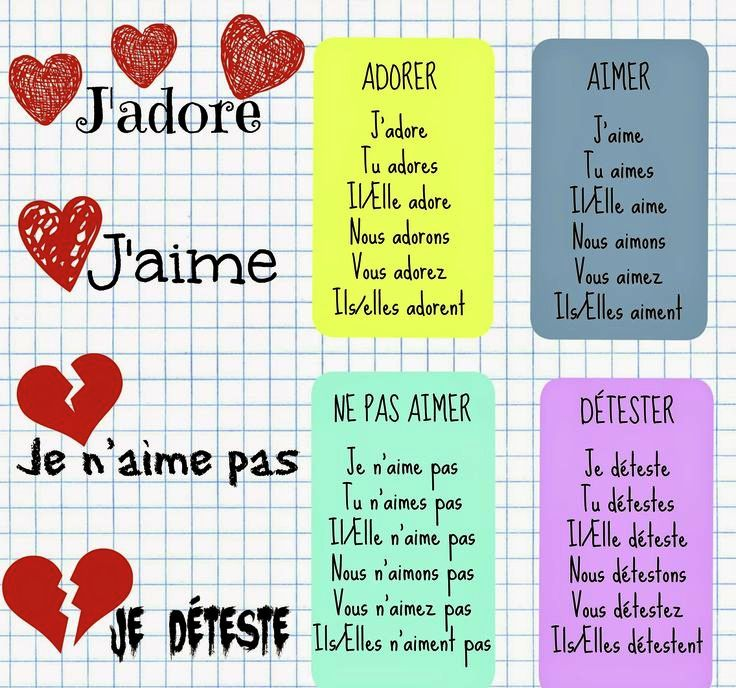 J'adore
J'aime
Je n'aime pas
JE DÉTESTE
ADORER
J'adore
Tu adores
Il/Elle adore
Nous adorons
Vous adorez
Ils/elles adorent
AIMER
J'aime
Tu aimes
Il/Elle aime
Nous aimons
Vous aimez
Ils/Elles aiment
NE PAS AIMER
Je n'aime pas
Tu n'aimes pas
Il/Elle n'aime pas
Nous n'aimons pas
Vous n'aimez pas
Ils/Elles n'aiment pas
DÉTESTER
Je déteste
Tu détestes
Il/Elle déteste
Nous détestons
Vous détestez
Ils/Elles détestent